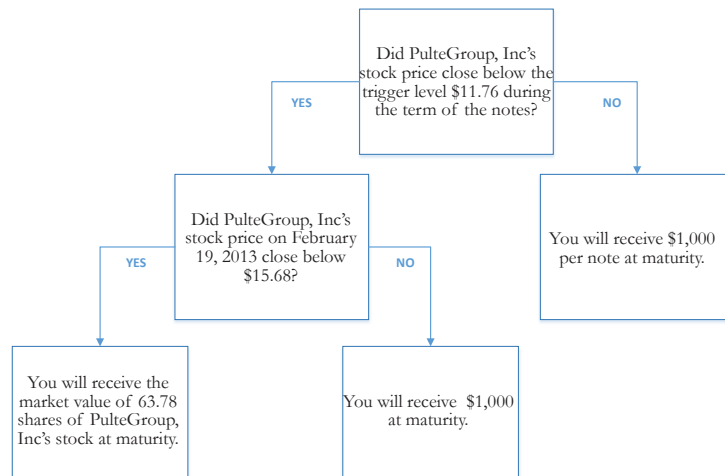 Did PulteGroup, Inc's
stock price close below the
trigger level $11.76 during
the term of the notes?
YES
NO
Did PulteGroup, Inc's
stock price on February
19, 2013 close below
$15.68?
You will receive $1,000
per note at maturity.
YES
NO
You will receive the
market value of 63.78
shares of PulteGroup,
Inc's stock at maturity.
You will receive $1,000
at maturity.